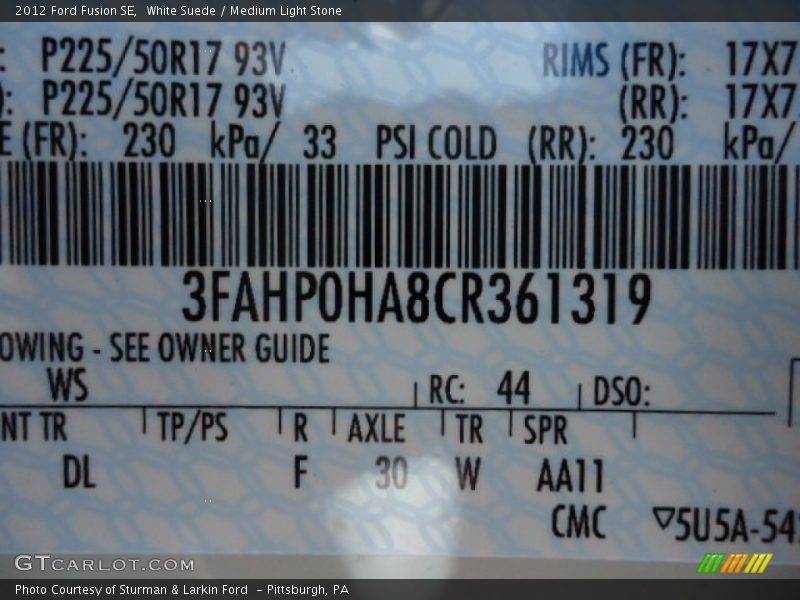 2012 Ford Fusion SE,  White Suede / Medium Light Stone
: P225/50R17 93V RIMS (FR): 17X7
): P225/50R17 93V (RR): 17X7
E (FR): 230 kPa/ 33 PSI COLD (RR): 230 kPa/
3FAHP0HA8CR361319
OWING - SEE OWNER GUIDE
WS RC: 44 DSO:
NT TR TP/PS R AXLE TR SPR
DL F 30 W AA11
CMC ▽5U5A-54
GTCARLOT.COM
Photo Courtesy of Sturman & Larkin Ford  - Pittsburgh, PA